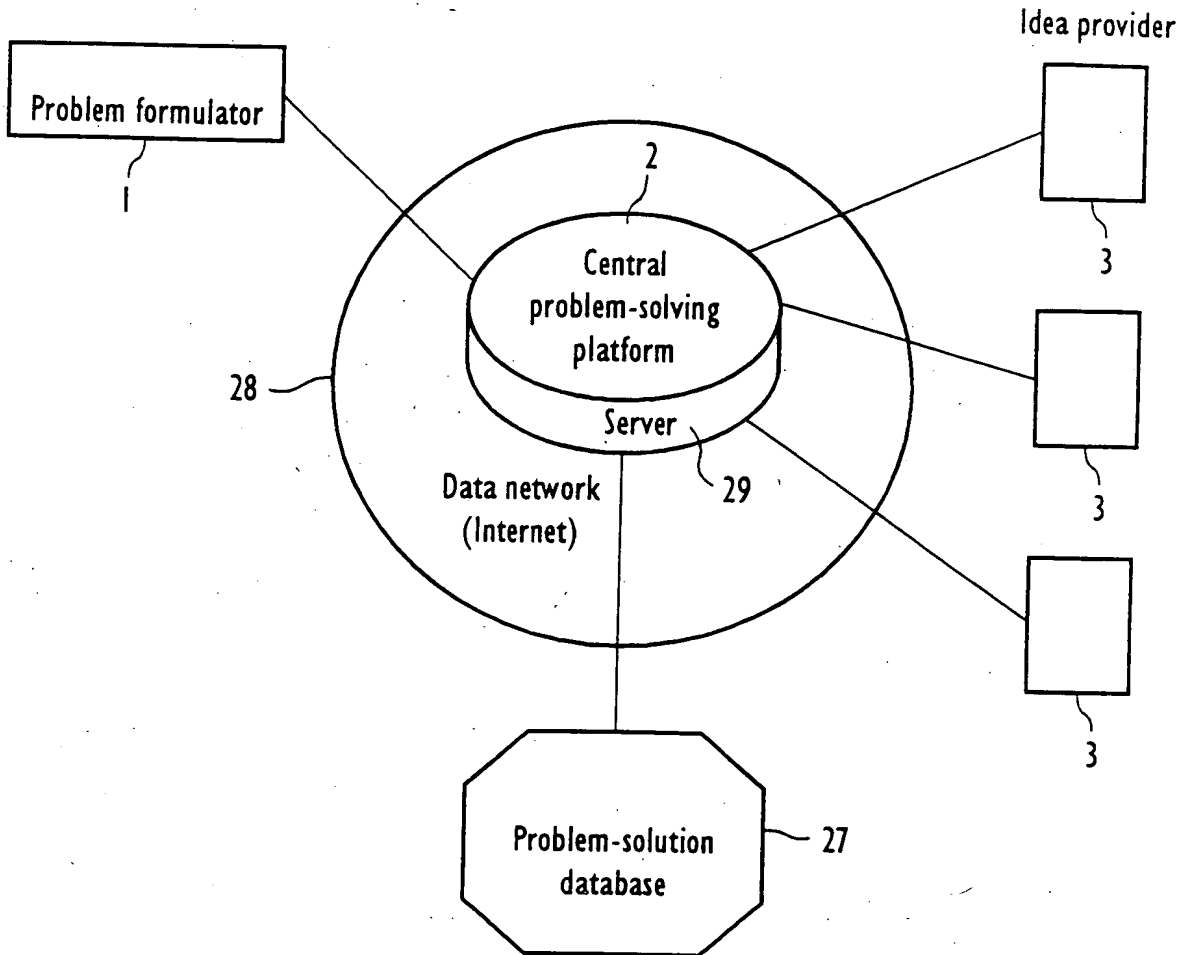 Idea provider
Problem formulator
1
2
3
Central
problem-solving
platform
3
28
Server
29
Data network
(Internet)
3
Problem-solution
database
27